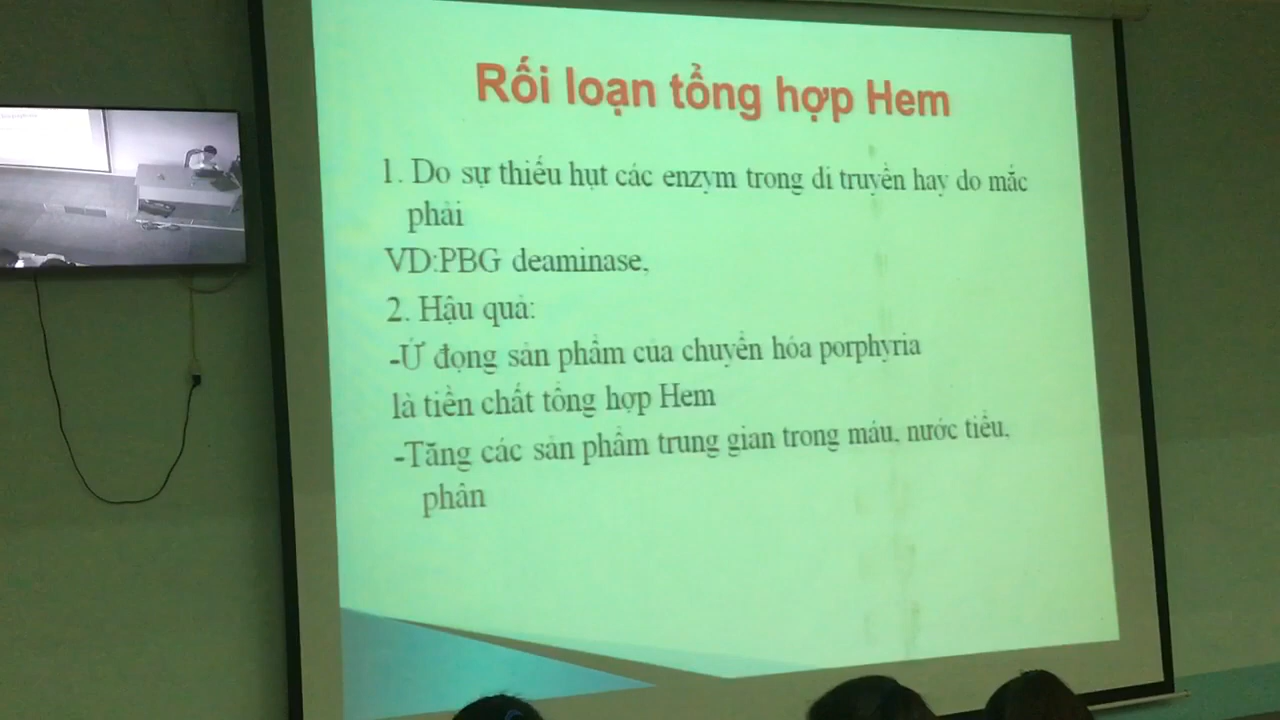 Rối loạn tổng hợp Hem
1. Do sự thiếu hụt các enzym trong di truyền hay do mắc
phải
VD:PBG deaminase,
2. Hậu quả:
-Ứ đọng sản phẩm của chuyển hóa porphyria
là tiền chất tổng hợp Hem
-Tăng các sản phẩm trung gian trong máu, nước tiểu,
phân